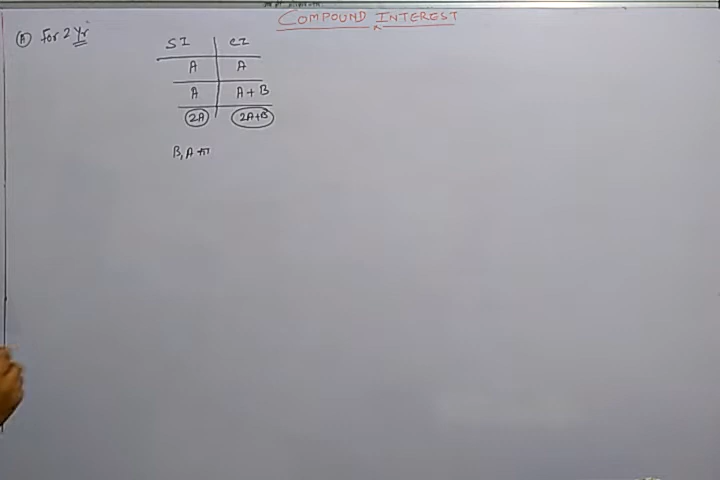 COMPOUND INTEREST
(A) For 2 Yr
SI CI
A A
A A+B
2A 2A+B
B, A